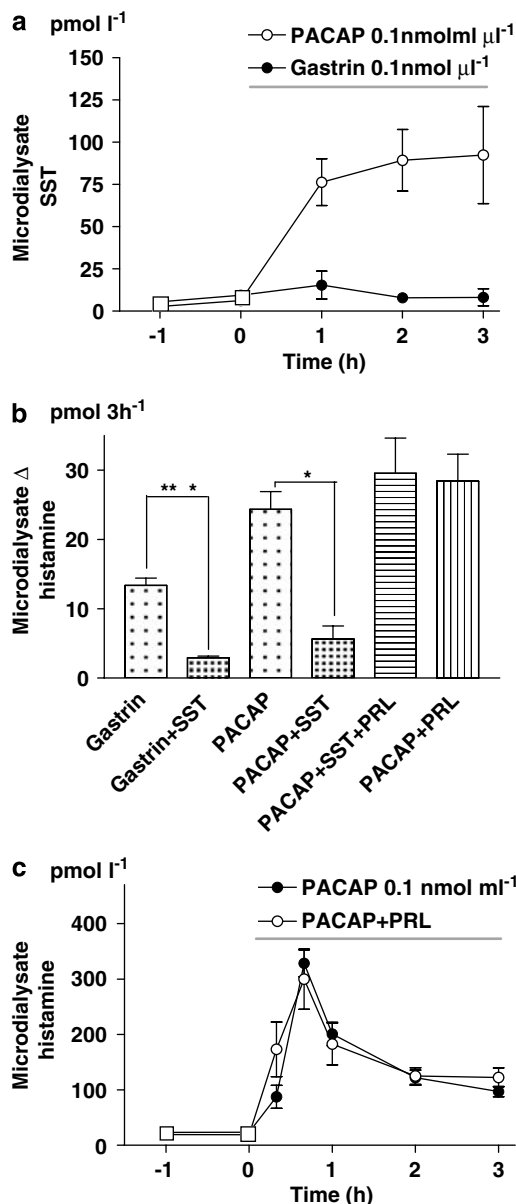 a
pmol l⁻¹
PACAP 0.1nmolml µl⁻¹
Gastrin 0.1nmol µl⁻¹
150
125
100
75
50
25
0
Microdialysate
SST
-1 0 1 2 3
Time (h)
b
pmol 3h⁻¹
30
20
10
0
Microdialysate Δ
histamine
** *
*
Gastrin
Gastrin+SST
PACAP
PACAP+SST
PACAP+SST+PRL
PACAP+PRL
c
pmol l⁻¹
PACAP 0.1 nmol ml⁻¹
PACAP+PRL
400
300
200
100
0
Microdialysate
histamine
-1 0 1 2 3
Time (h)